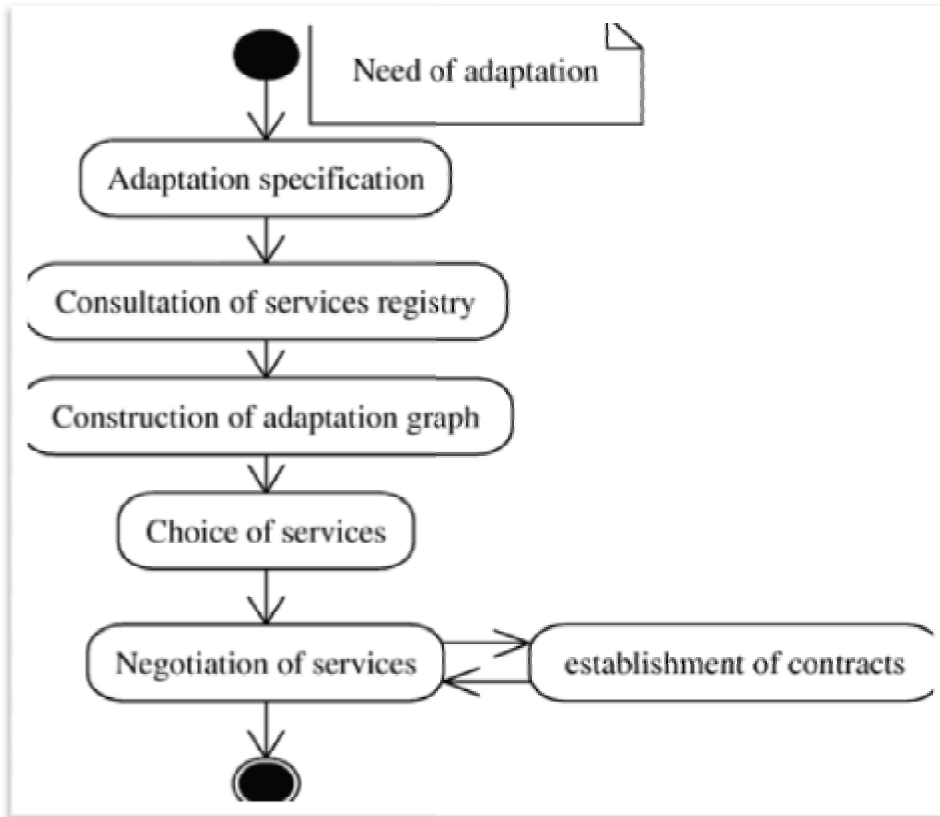 Need of adaptation
Adaptation specification
Consultation of services registry
Construction of adaptation graph
Choice of services
Negotiation of services
establishment of contracts